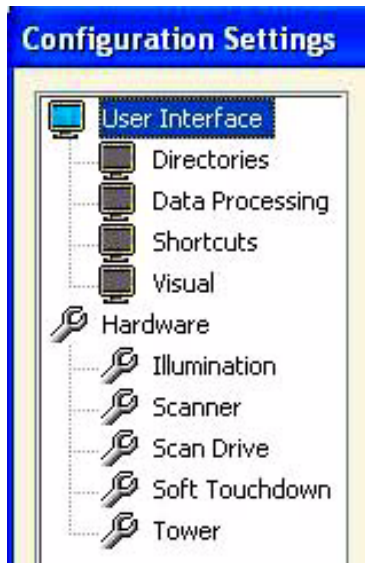 Configuration Settings
User Interface
Directories
Data Processing
Shortcuts
Visual
Hardware
Illumination
Scanner
Scan Drive
Soft Touchdown
Tower